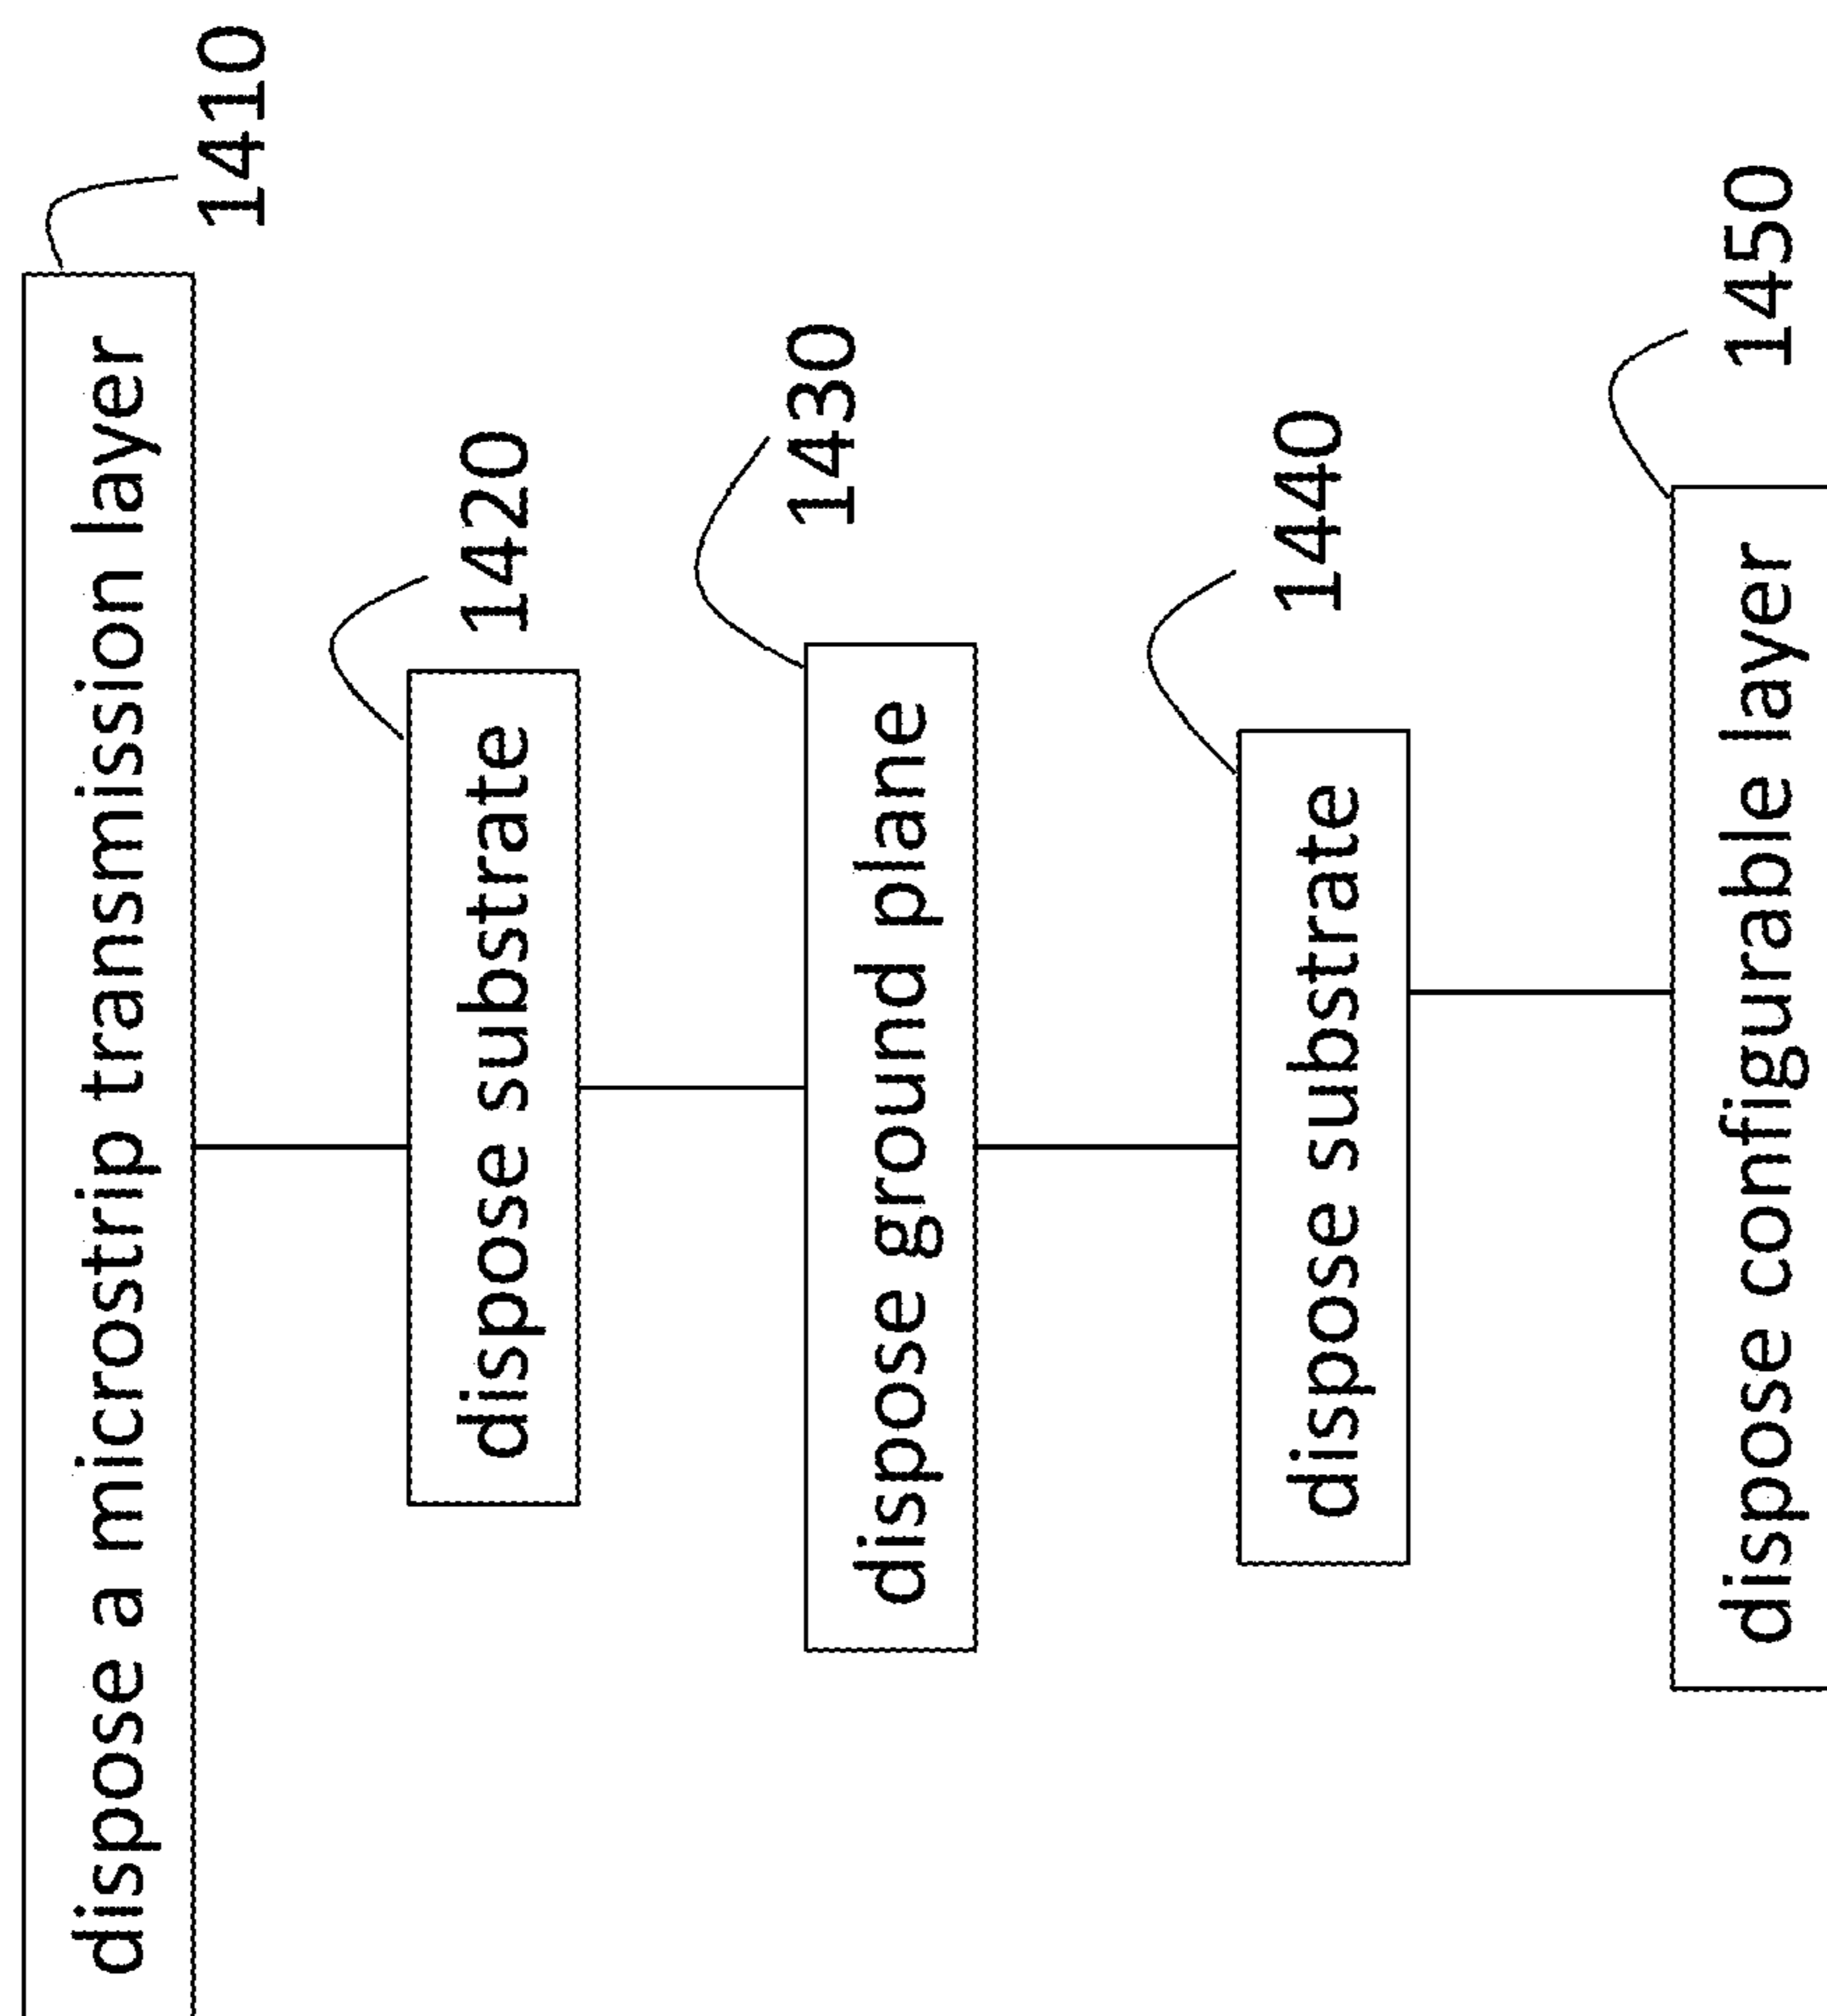 dispose a microstrip transmission layer
1410
dispose substrate
1420
dispose ground plane
1430
dispose substrate
1440
dispose configurable layer
1450